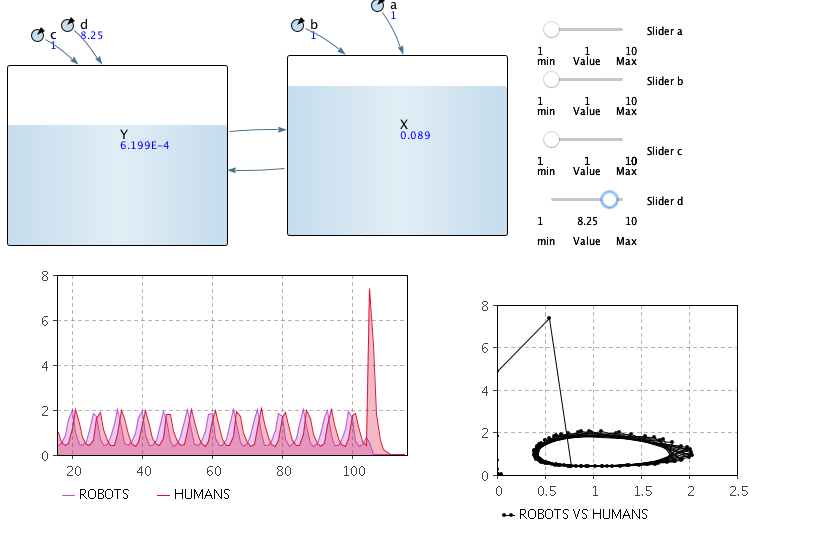 a
1
b
1
c
1
d
8.25
Y
6.199E-4
X
0.089
1 1 10
min Value Max
Slider a
1 1 10
min Value Max
Slider b
1 1 10
min Value Max
Slider c
1 8.25 10
min Value Max
Slider d
8
6
4
2
0
20 40 60 80 100
— ROBOTS — HUMANS
8
6
4
2
0
0 0.5 1 1.5 2 2.5
ROBOTS VS HUMANS